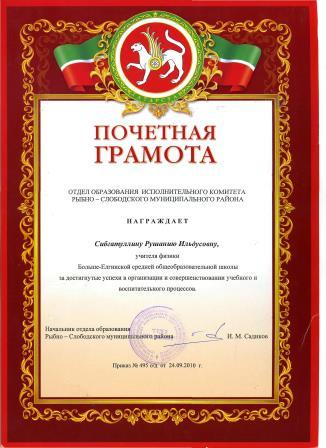 ПОЧЕТНАЯ
ГРАМОТА
ОТДЕЛ ОБРАЗОВАНИЯ ИСПОЛНИТЕЛЬНОГО КОМИТЕТА
РЫБНО – СЛОБОДСКОГО МУНИЦИПАЛЬНОГО РАЙОНА
НАГРАЖДАЕТ
Сибгатуллину Рушанию Ильдусовну,
учителя физики
Больше-Елгинской средней общеобразовательной школы
за достигнутые успехи в организации и совершенствовании учебного и
воспитательного процессов.
Начальник отдела образования
Рыбно – Слободского муниципального района И. М. Садиков
Приказ № 495 о/д от 24.09.2010 г.